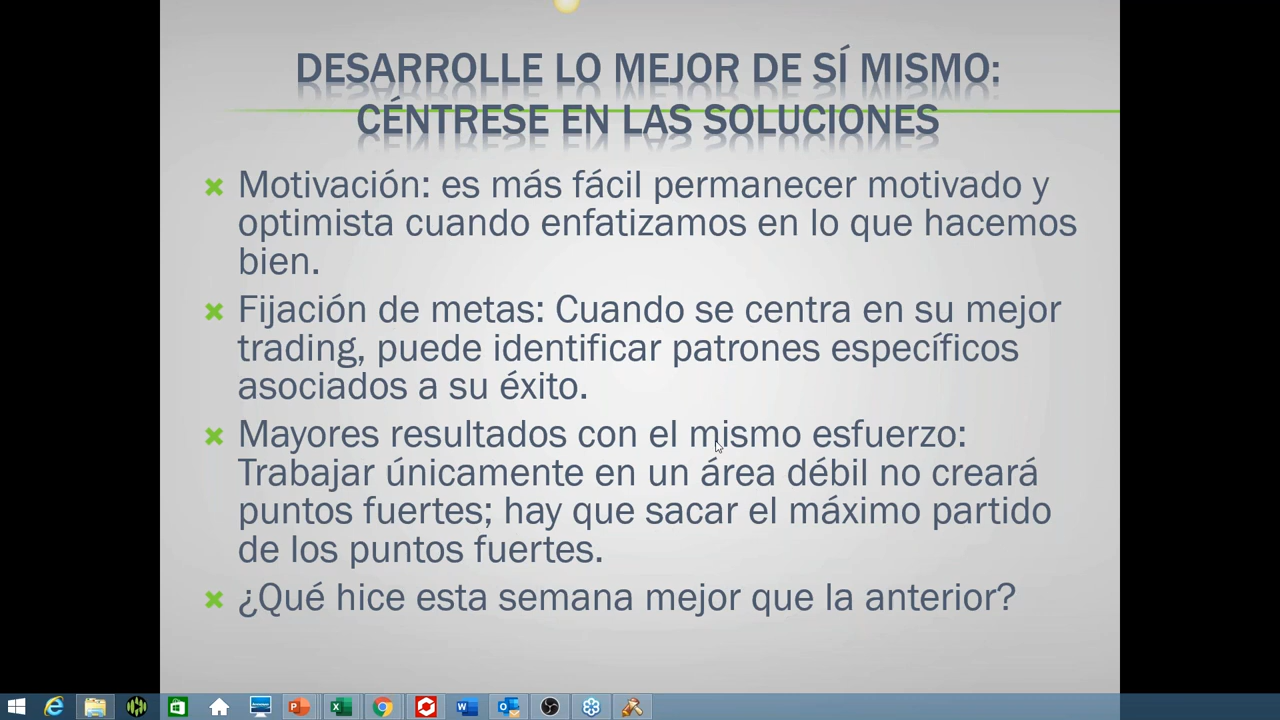 DESARROLLE LO MEJOR DE SÍ MISMO:
CÉNTRESE EN LAS SOLUCIONES
Motivación: es más fácil permanecer motivado y
optimista cuando enfatizamos en lo que hacemos
bien.
Fijación de metas: Cuando se centra en su mejor
trading, puede identificar patrones específicos
asociados a su éxito.
Mayores resultados con el mismo esfuerzo:
Trabajar únicamente en un área débil no creará
puntos fuertes; hay que sacar el máximo partido
de los puntos fuertes.
¿Qué hice esta semana mejor que la anterior?